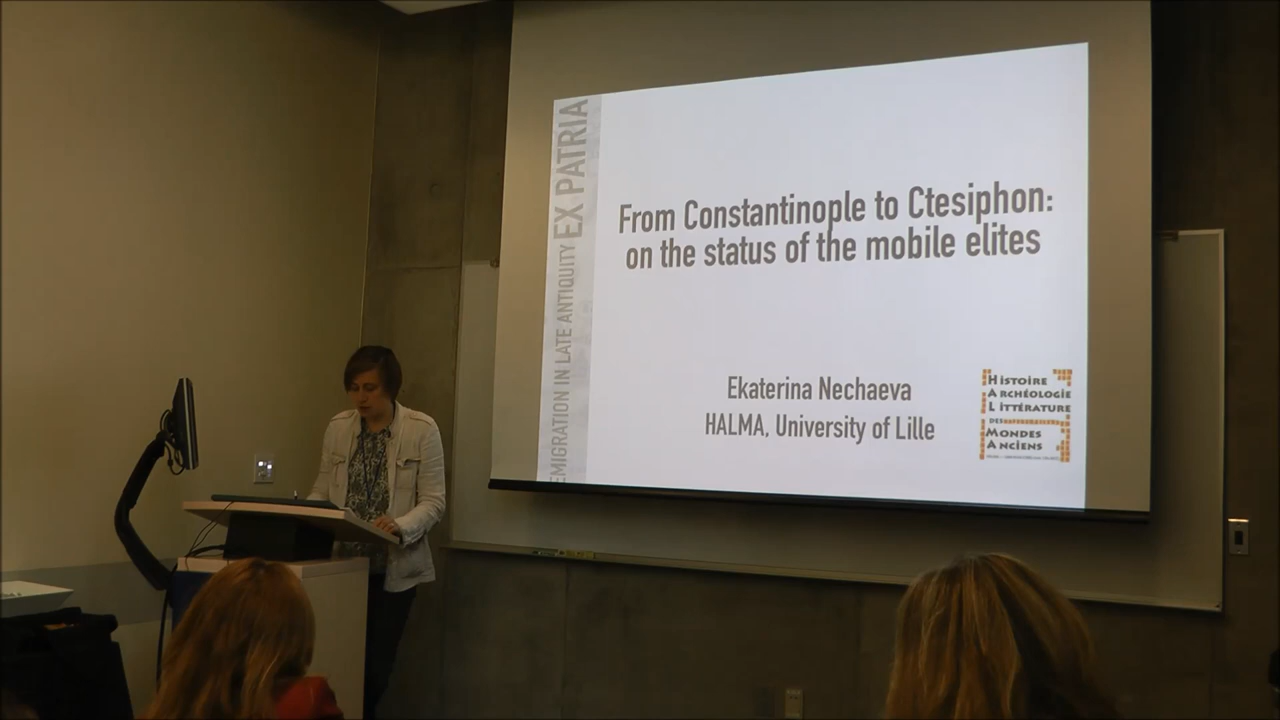 EMIGRATION IN LATE ANTIQUITY EX PATRIA
From Constantinople to Ctesiphon:
on the status of the mobile elites
Ekaterina Nechaeva
HALMA, University of Lille
HISTOIRE
ARCHÉOLOGIE
LITTÉRATURE
DES
MONDES
ANCIENS